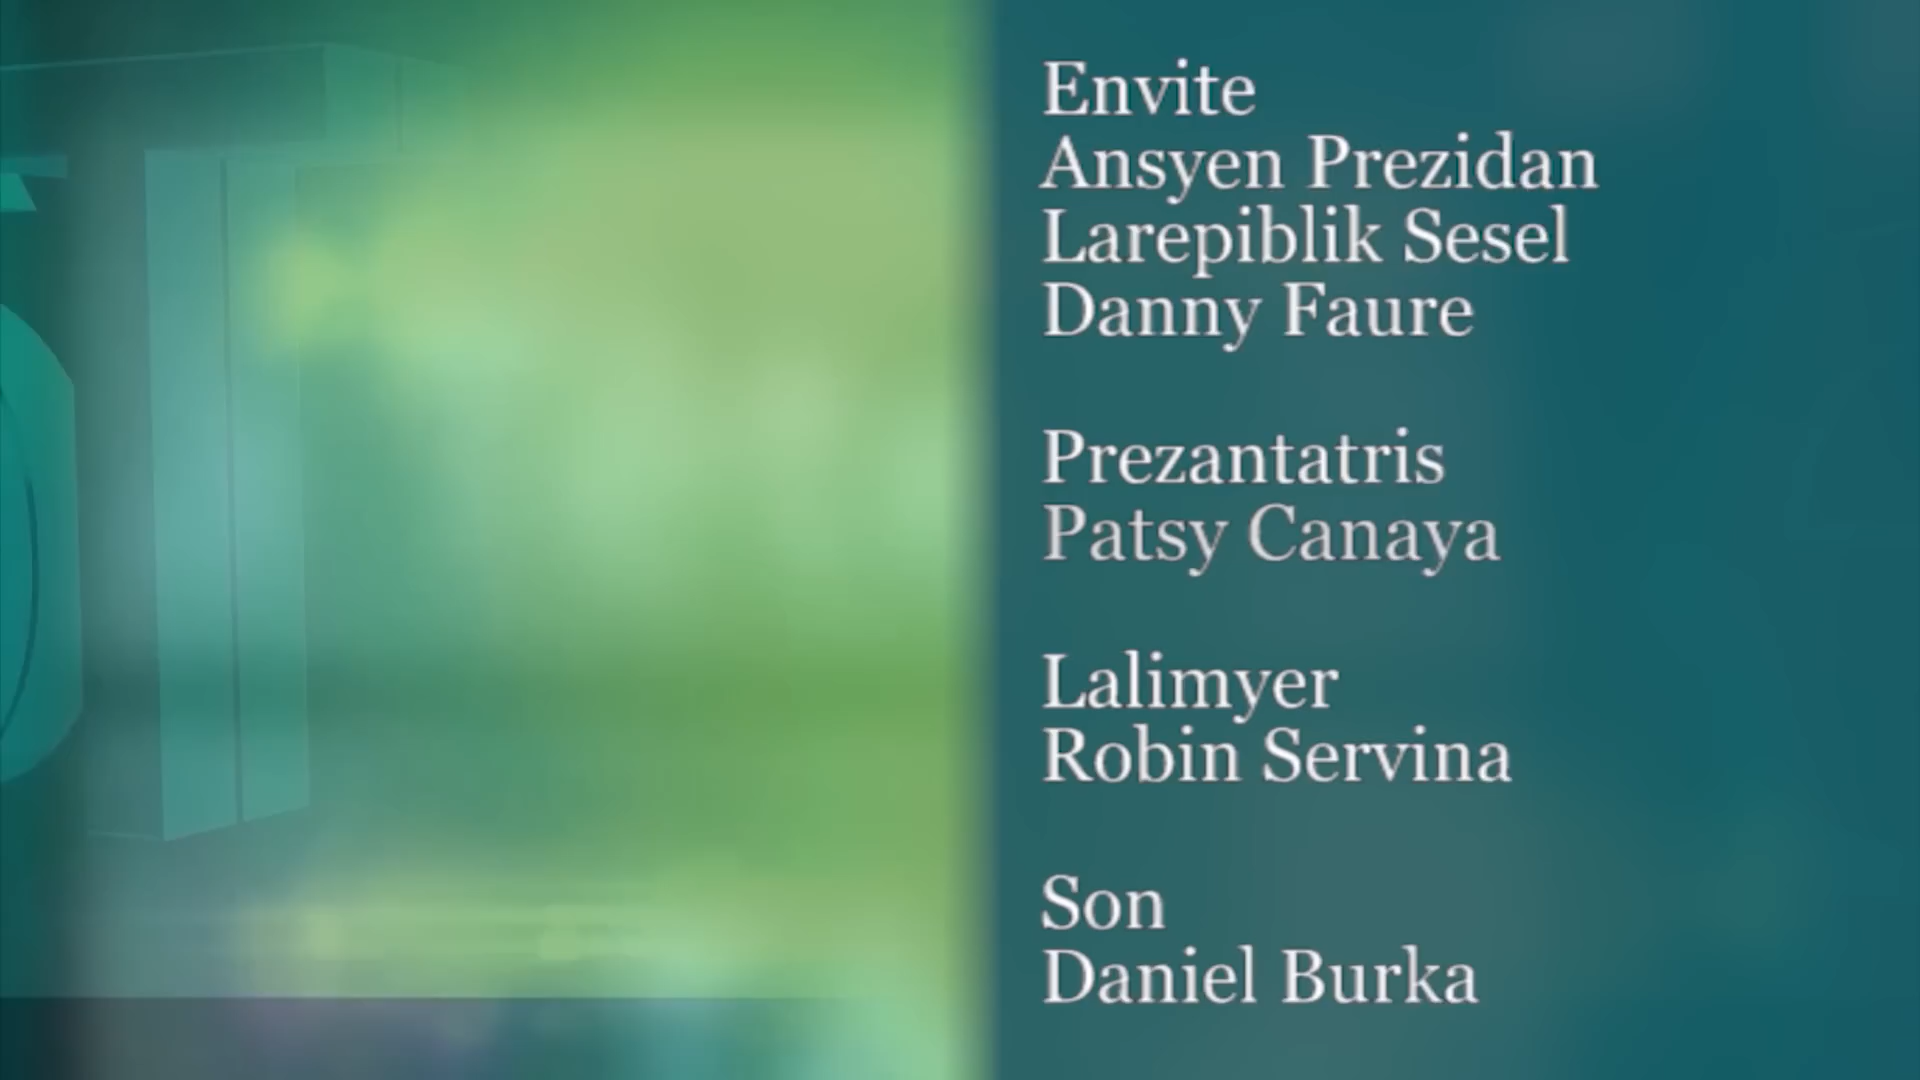 Envite
Ansyen Prezidan
Larepiblik Sesel
Danny Faure
Prezantatris
Patsy Canaya
Lalimyer
Robin Servina
Son
Daniel Burka